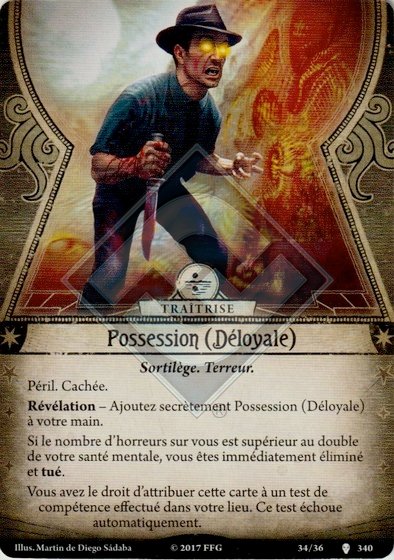 TRAÎTRISE
Possession (Déloyale)
Sortilège. Terreur.
Péril. Cachée.
Révélation – Ajoutez secrètement Possession (Déloyale)
à votre main.
Si le nombre d'horreurs sur vous est supérieur au double
de votre santé mentale, vous êtes immédiatement éliminé
et tué.
Vous avez le droit d'attribuer cette carte à un test de
compétence effectué dans votre lieu. Ce test échoue
automatiquement.
Illus. Martin de Diego Sádaba © 2017 FFG 34/36 340